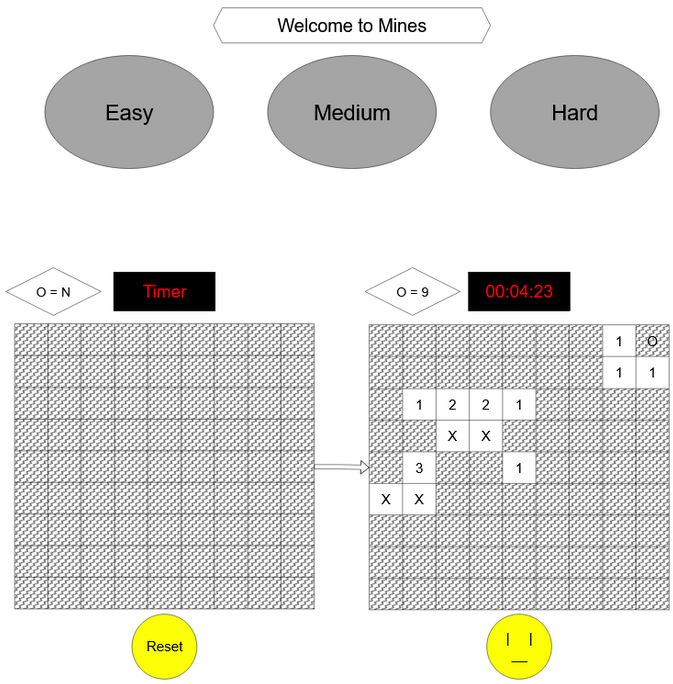 Welcome to Mines
Easy
Medium
Hard
O = N
Timer
O = 9
00:04:23
1 O
1 1
1 2 2 1
X X
3 1
X X
Reset